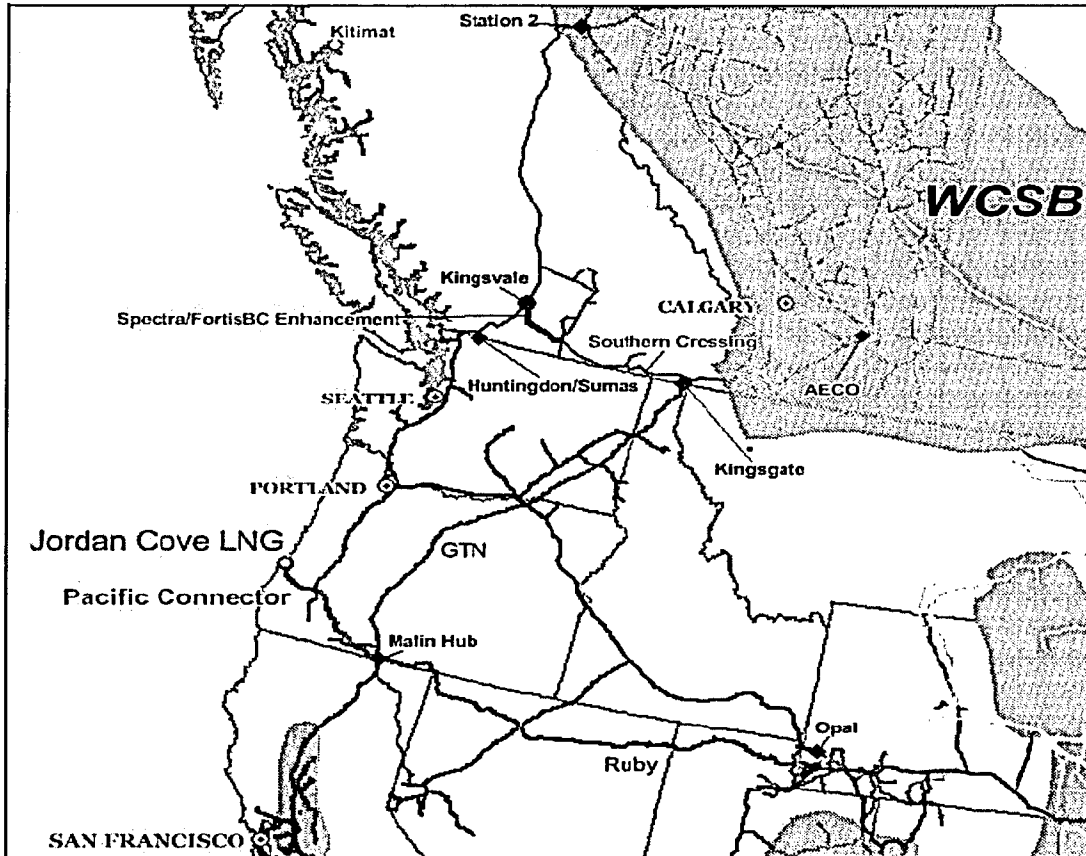 Station 2
Kitimat
WCSB
Kingsvale
CALGARY
Spectra/FortisBC Enhancement
Southern Crossing
Huntingdon/Sumas
AECO
SEATTLE
Kingsgate
PORTLAND
Jordan Cove LNG
GTN
Pacific Connector
Malin Hub
Opal
Ruby
SAN FRANCISCO